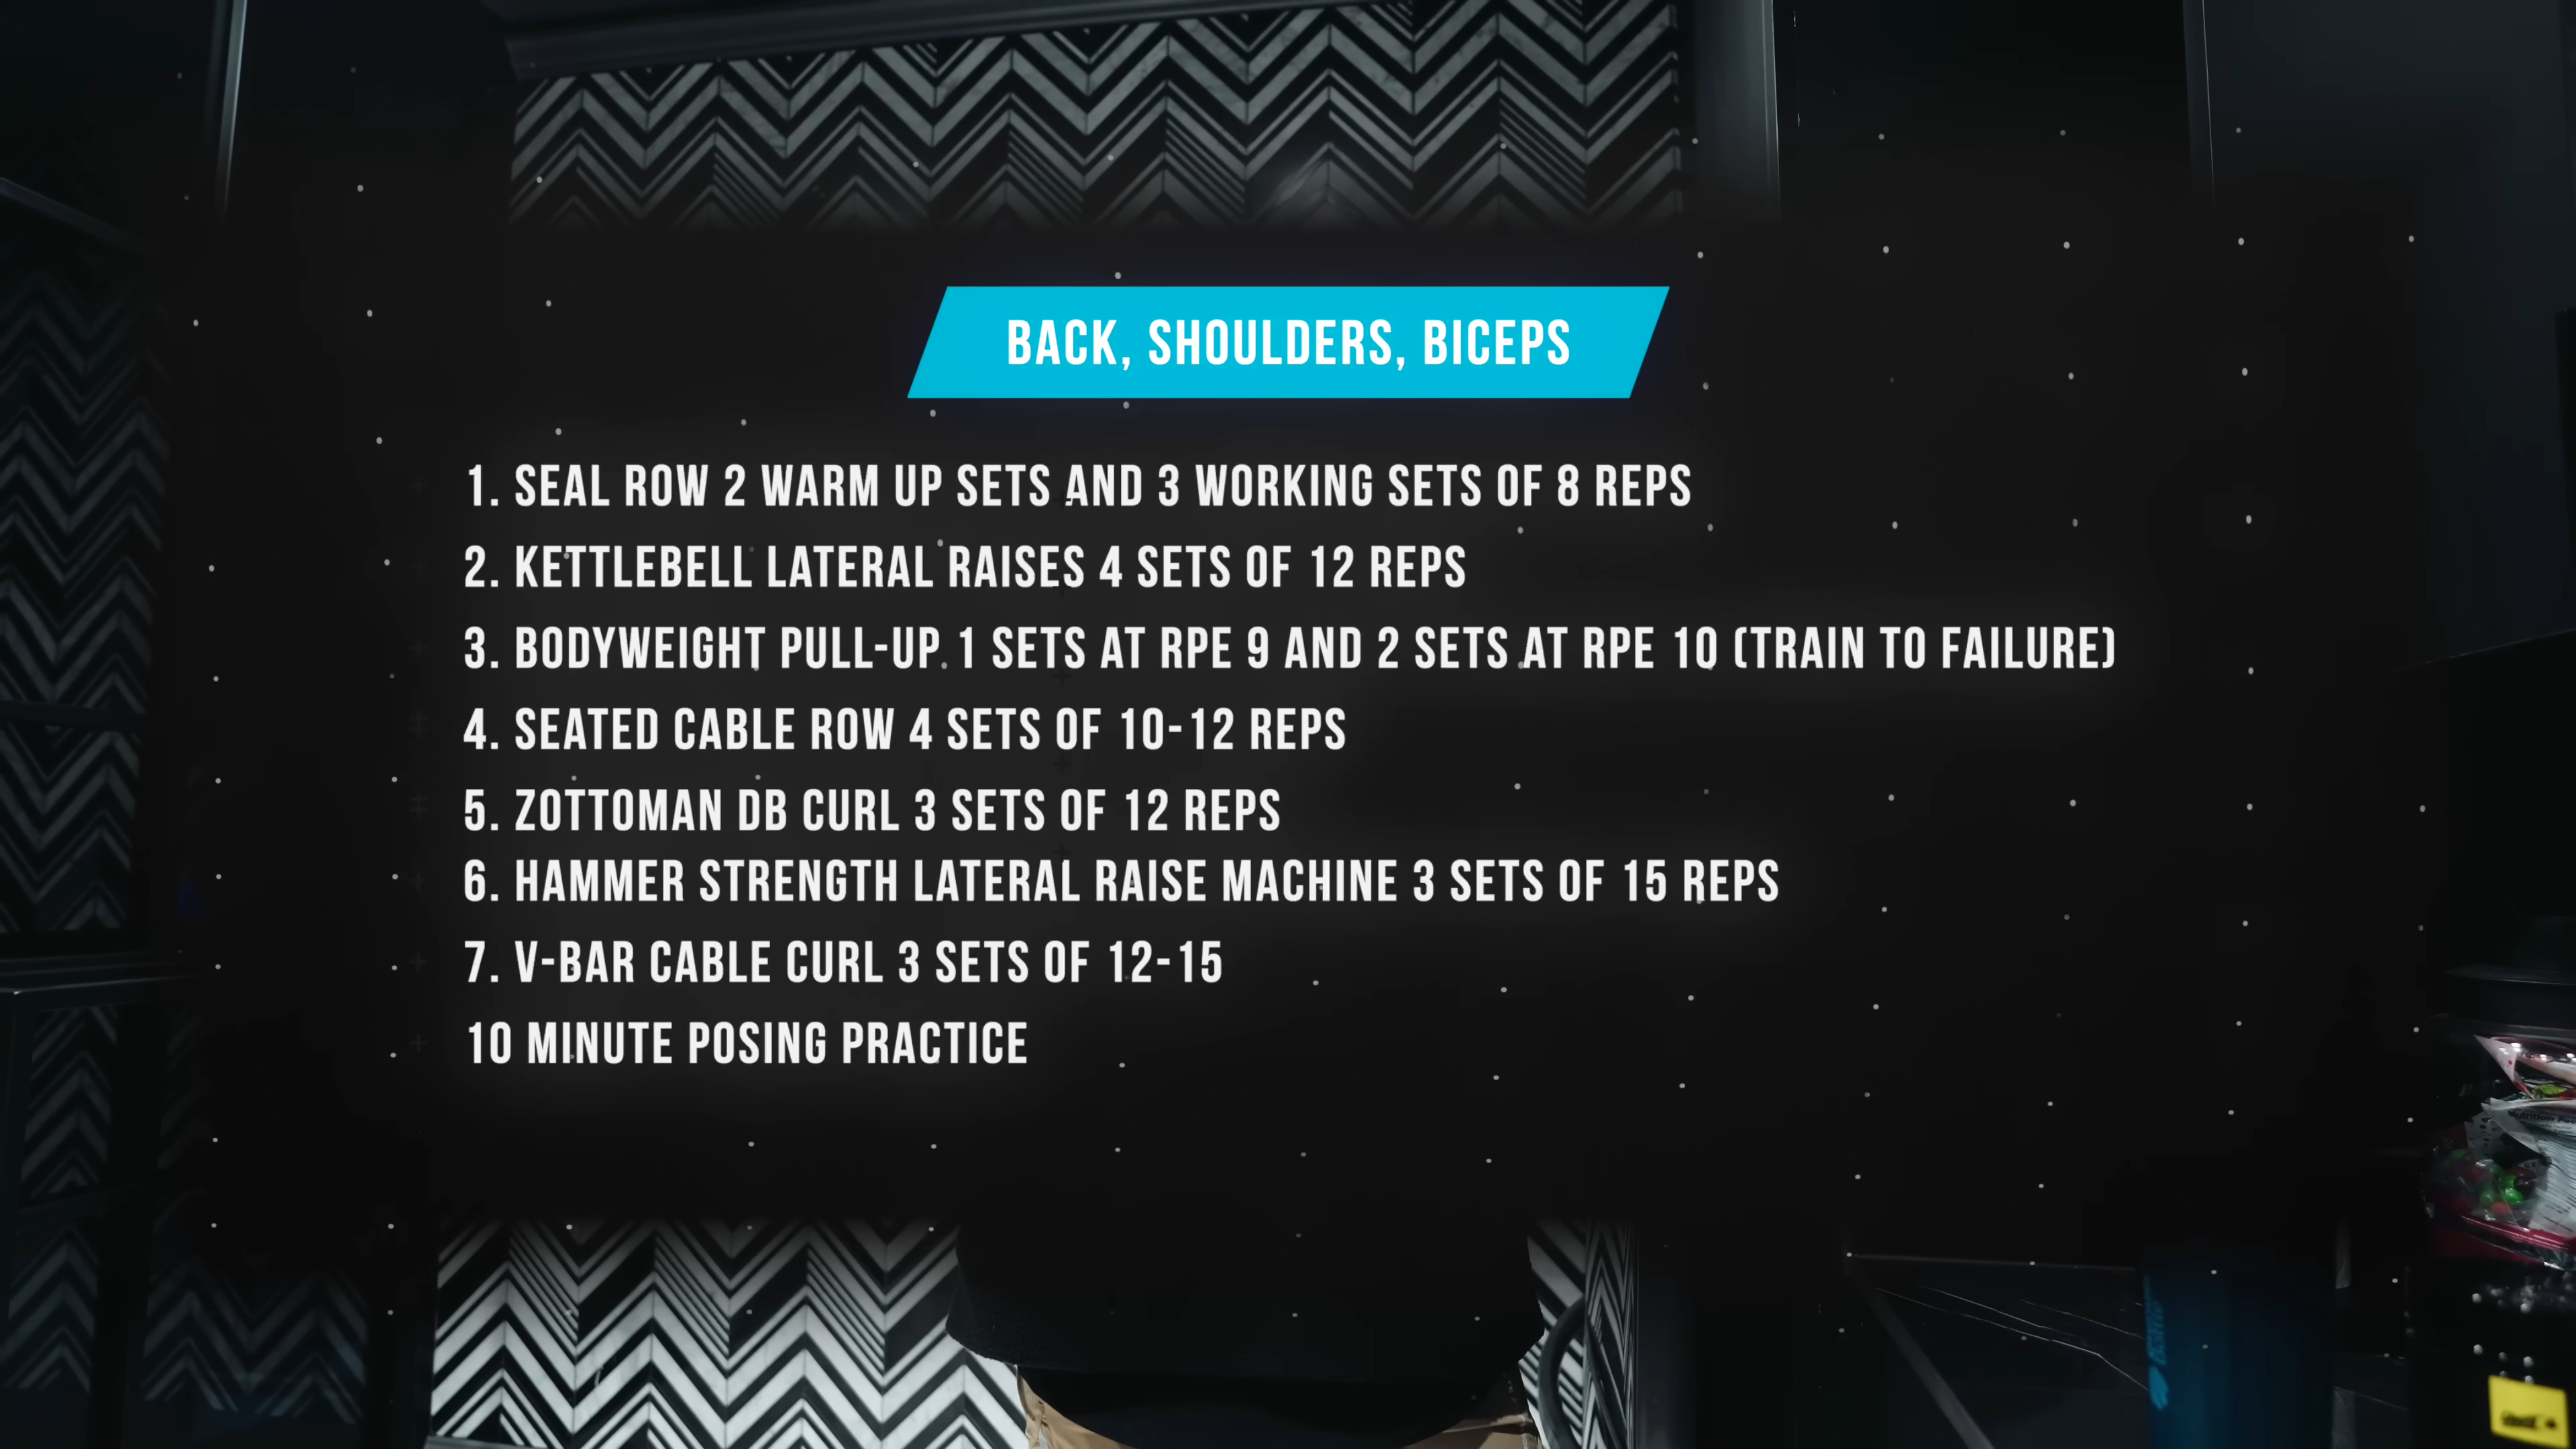 BACK, SHOULDERS, BICEPS
1. SEAL ROW 2 WARM UP SETS AND 3 WORKING SETS OF 8 REPS
2. KETTLEBELL LATERAL RAISES 4 SETS OF 12 REPS
3. BODYWEIGHT PULL-UP 1 SETS AT RPE 9 AND 2 SETS AT RPE 10 (TRAIN TO FAILURE)
4. SEATED CABLE ROW 4 SETS OF 10-12 REPS
5. ZOTTOMAN DB CURL 3 SETS OF 12 REPS
6. HAMMER STRENGTH LATERAL RAISE MACHINE 3 SETS OF 15 REPS
7. V-BAR CABLE CURL 3 SETS OF 12-15
10 MINUTE POSING PRACTICE